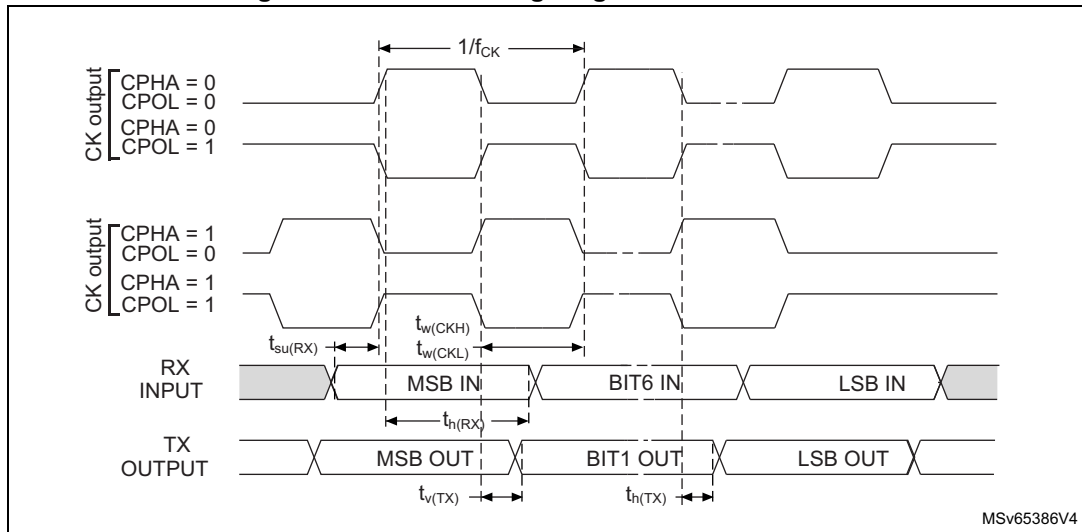 1/fCK
CK output
CPHA = 0
CPOL = 0
CPHA = 0
CPOL = 1
CK output
CPHA = 1
CPOL = 0
CPHA = 1
CPOL = 1
tw(CKH)
tw(CKL)
tsu(RX)
RX
INPUT
MSB IN
BIT6 IN
LSB IN
th(RX)
TX
OUTPUT
MSB OUT
BIT1 OUT
LSB OUT
tv(TX)
th(TX)
MSv65386V4